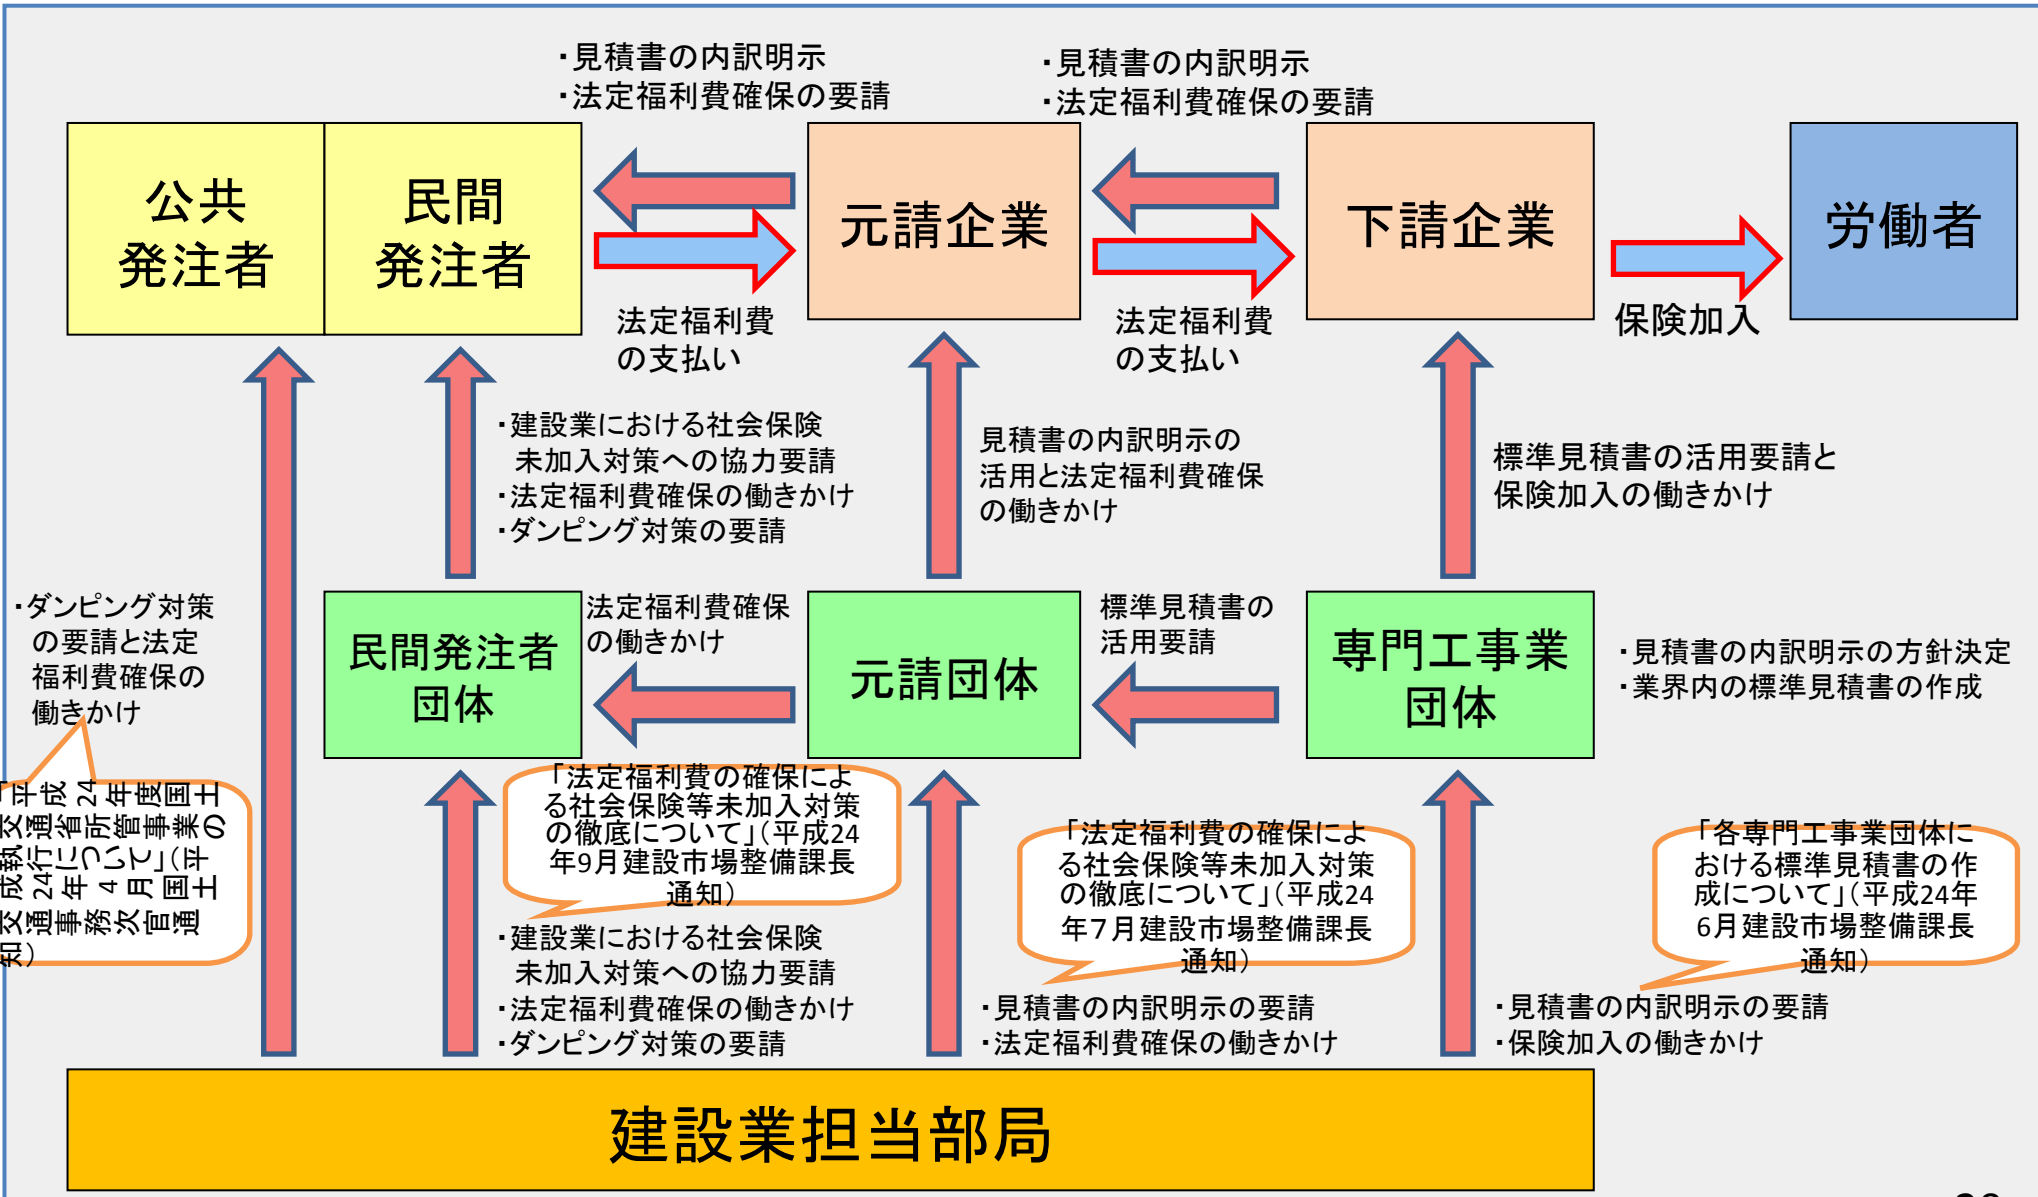 ・見積書の内訳明示
・法定福利費確保の要請
・見積書の内訳明示
・法定福利費確保の要請
公共
発注者
民間
発注者
元請企業
下請企業
労働者
法定福利費
の支払い
法定福利費
の支払い
保険加入
・建設業における社会保険
未加入対策への協力要請
・法定福利費確保の働きかけ
・ダンピング対策の要請
見積書の内訳明示の
活用と法定福利費確保
の働きかけ
標準見積書の活用要請と
保険加入の働きかけ
・ダンピング対策
の要請と法定
福利費確保の
働きかけ
民間発注者
団体
法定福利費確保
の働きかけ
元請団体
標準見積書の
活用要請
専門工事業
団体
・見積書の内訳明示の方針決定
・業界内の標準見積書の作成
「平成24年度国土
交通省所管事業の
執行について」（平
成24年4月国土
交通事務次官通
知）
「法定福利費の確保によ
る社会保険等未加入対策
の徹底について」（平成24
年9月建設市場整備課長
通知）
「法定福利費の確保によ
る社会保険等未加入対策
の徹底について」（平成24
年7月建設市場整備課長
通知）
「各専門工事業団体に
おける標準見積書の作
成について」（平成24年
6月建設市場整備課長
通知）
・建設業における社会保険
未加入対策への協力要請
・法定福利費確保の働きかけ
・ダンピング対策の要請
・見積書の内訳明示の要請
・法定福利費確保の働きかけ
・見積書の内訳明示の要請
・保険加入の働きかけ
建設業担当部局